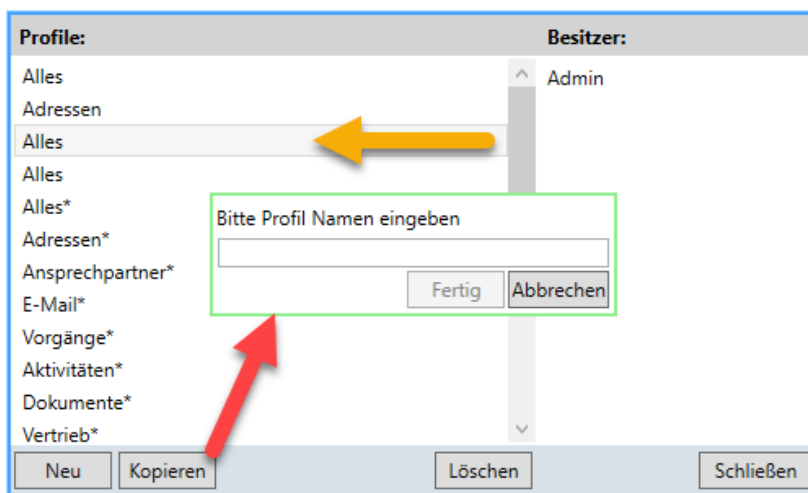 Profile: Besitzer:
Alles Admin
Adressen
Alles
Alles
Alles*
Bitte Profil Namen eingeben
Adressen*
Ansprechpartner*
Fertig Abbrechen
E-Mail*
Vorgänge*
Aktivitäten*
Dokumente*
Vertrieb*
Neu Kopieren Löschen Schließen